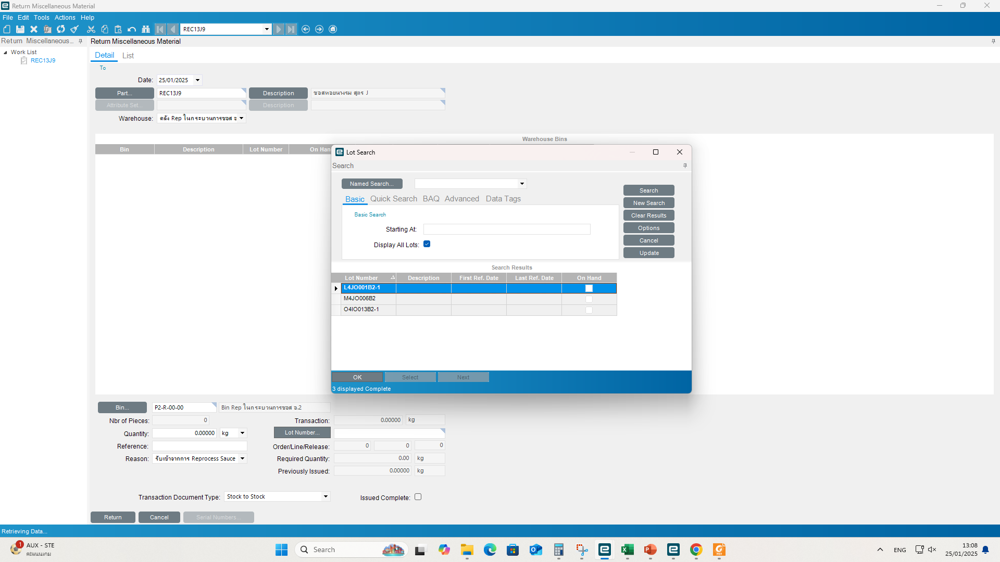 Return Miscellaneous Material
File Edit Tools Actions Help
REC13J9
Return Miscellaneous...
Return Miscellaneous Material
Work List
REC13J9
Detail List
To
Date: 25/01/2025
Part... REC13J9 Description ซอสหอยนางรม สูตร J
Attribute Set... Description
Warehouse: คลัง Rep ในกระบวนการซอส อ
Warehouse Bins
Bin Description Lot Number On Han
Lot Search
Search
Named Search...
Basic Quick Search BAQ Advanced Data Tags
Basic Search
Starting At:
Display All Lots:
Search
New Search
Clear Results
Options
Cancel
Update
Search Results
Lot Number Description First Ref. Date Last Ref. Date On Hand
L4JO001B2-1
M4JO006B2
O4IO013B2-1
OK Select Next
3 displayed Complete
Bin... P2-R-00-00 Bin Rep ในกระบวนการซอส อ.2
Nbr of Pieces: 0 Transaction: 0.00000 kg
Quantity: 0.00000 kg Lot Number...
Reference: Order/Line/Release: 0 0 0
Reason: รับเข้าจากการ Reprocess Sauce Required Quantity: 0.00 kg
Previously Issued: 0.00000 kg
Transaction Document Type: Stock to Stock Issued Complete:
Return Cancel Serial Numbers...
Retrieving Data...
1 AUX - STE
คะแนนเกม
Search
ENG
13:08
25/01/2025